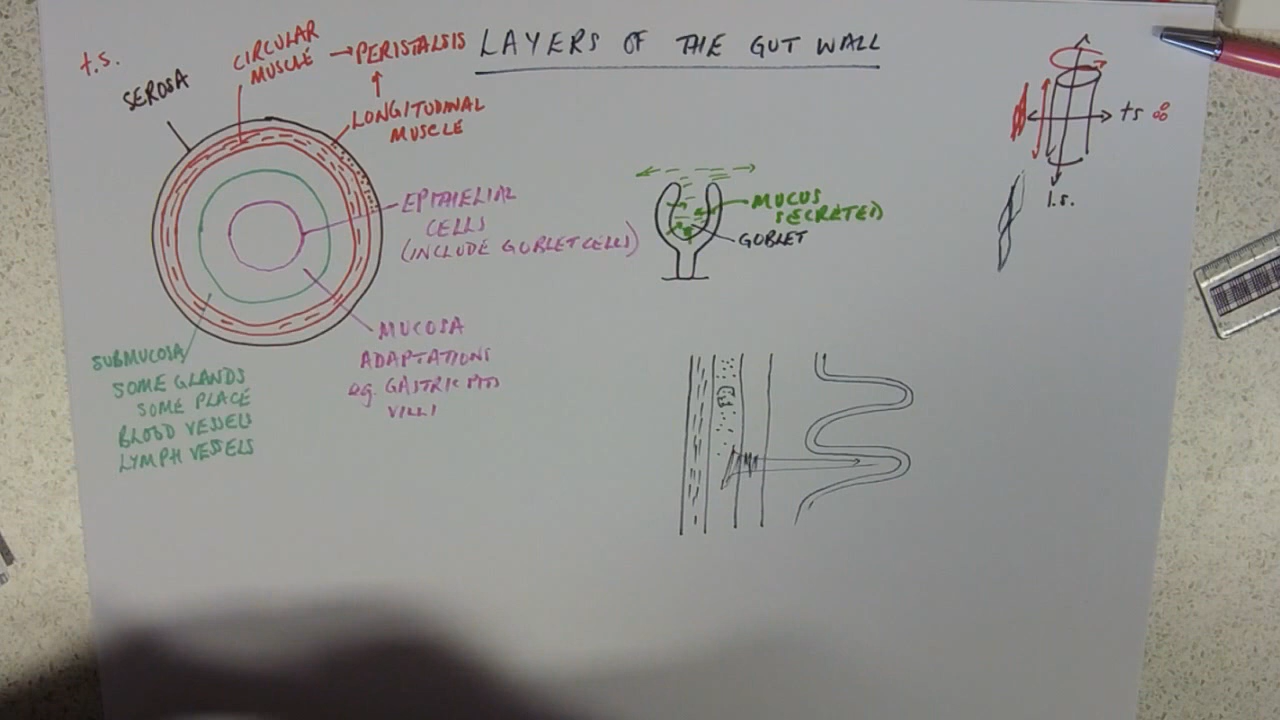 LAYERS OF THE GUT WALL
t.s.
CIRCULAR
MUSCLE
→PERISTALSIS
SEROSA
LONGITUDINAL
MUSCLE
EPITHELIAL
CELLS
(INCLUDE GOBLET CELLS)
MUCUS
SECRETED
GOBLET
MUCOSA
ADAPTATIONS
eg. GASTRIC PITS
VILLI
SUBMUCOSA
SOME GLANDS
SOME PLACE
BLOOD VESSELS
LYMPH VESSELS
ts
l.s.